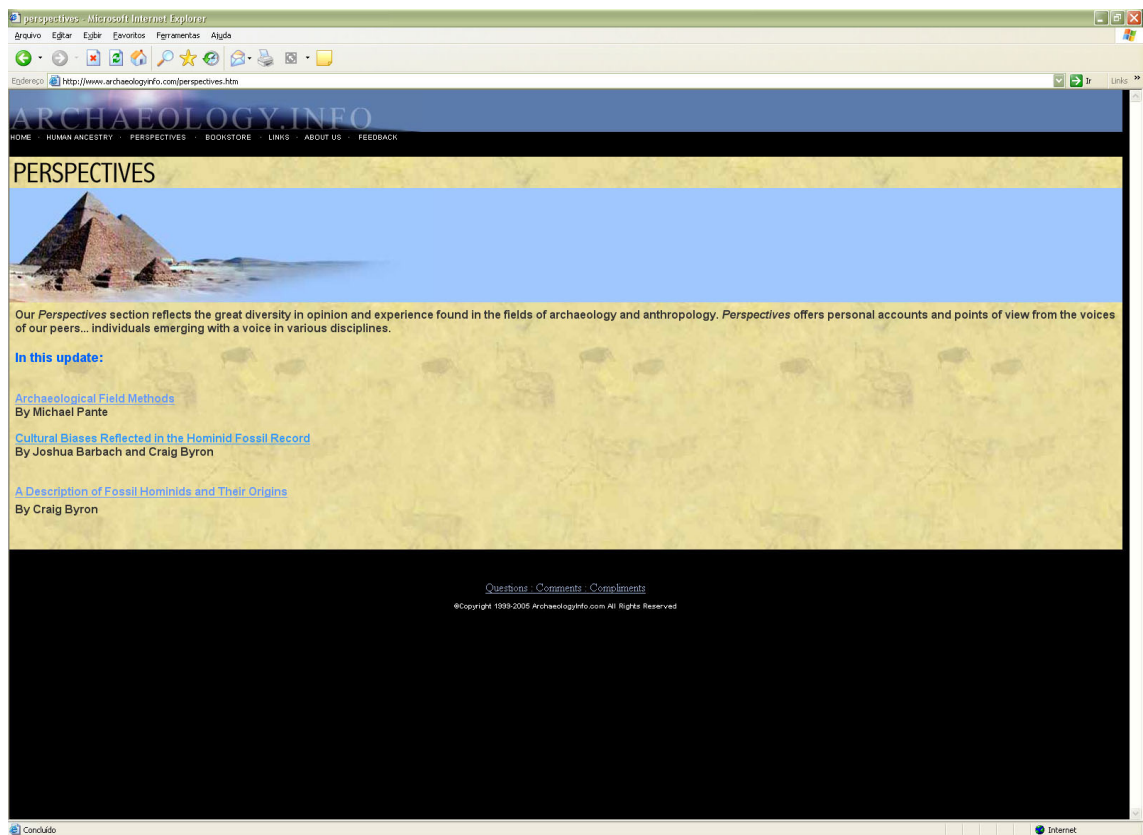 perspectives - Microsoft Internet Explorer
Arquivo Editar Exibir Favoritos Ferramentas Ajuda
Endereço http://www.archaeologyinfo.com/perspectives.htm Ir Links »
ARCHAEOLOGY.INFO
HOME - HUMAN ANCESTRY - PERSPECTIVES - BOOKSTORE - LINKS - ABOUT US - FEEDBACK
PERSPECTIVES
Our Perspectives section reflects the great diversity in opinion and experience found in the fields of archaeology and anthropology. Perspectives offers personal accounts and points of view from the voices
of our peers... individuals emerging with a voice in various disciplines.
In this update:
Archaeological Field Methods
By Michael Pante
Cultural Biases Reflected in the Hominid Fossil Record
By Joshua Barbach and Craig Byron
A Description of Fossil Hominids and Their Origins
By Craig Byron
Questions : Comments : Compliments
©Copyright 1999-2005 ArchaeologyInfo.com All Rights Reserved
Concluído Internet